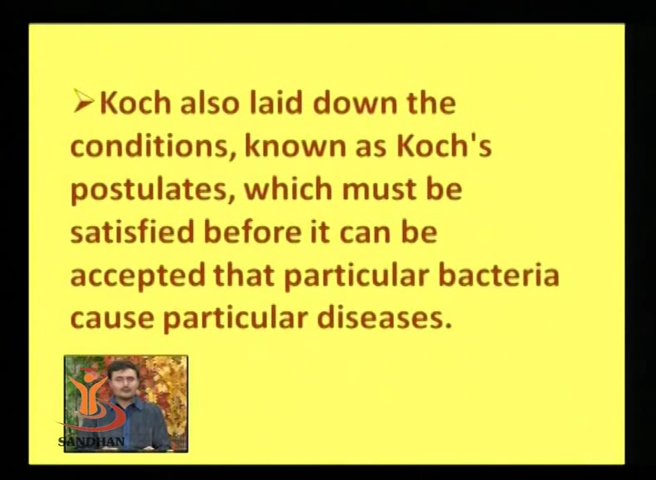 ➢Koch also laid down the
conditions, known as Koch's
postulates, which must be
satisfied before it can be
accepted that particular bacteria
cause particular diseases.
SANDHAN